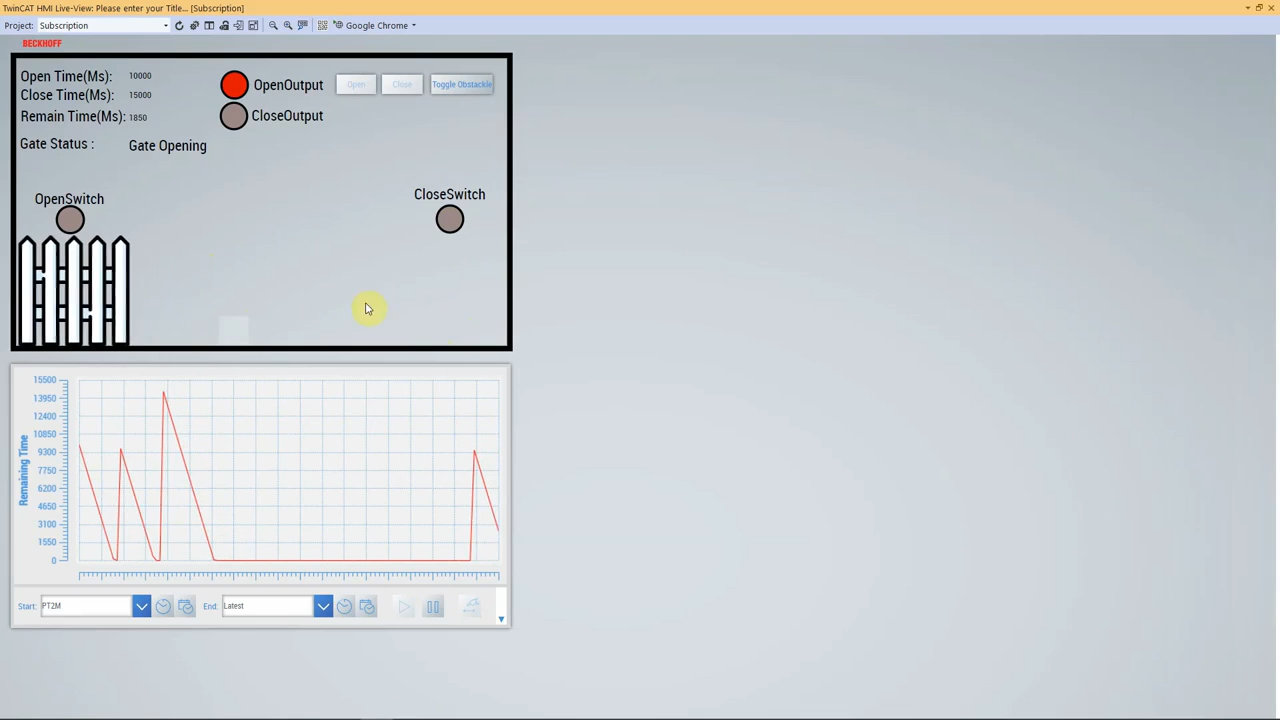 TwinCAT HMI Live-View: Please enter your Title... [Subscription]
Project: Subscription Google Chrome
BECKHOFF
Open Time(Ms): 10000
Close Time(Ms): 15000
Remain Time(Ms): 1850
Gate Status : Gate Opening
OpenOutput
CloseOutput
Open Close Toggle Obstackle
OpenSwitch
CloseSwitch
Remaining Time
15500
13950
12400
10850
9300
7750
6200
4650
3100
1550
0
Start: PT2M End: Latest